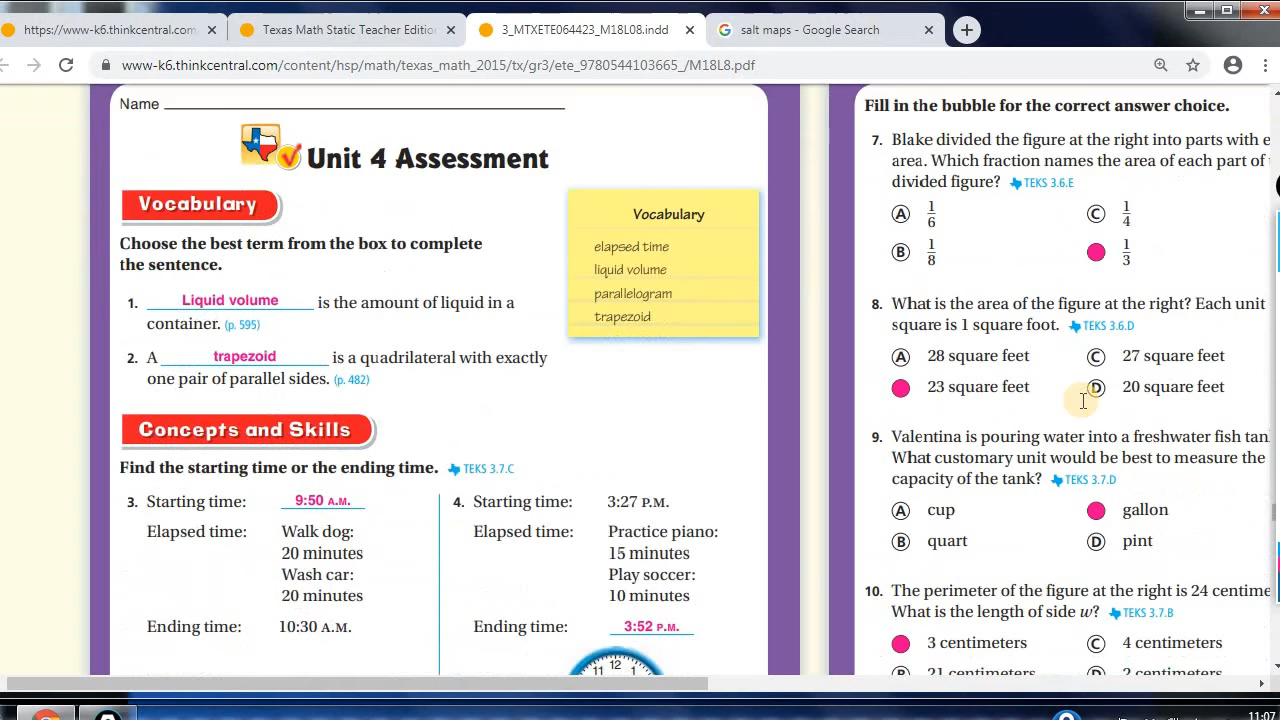 https://www-k6.thinkcentral.com/
Texas Math Static Teacher Editio
3_MTXETE064423_M18L08.indd
salt maps - Google Search
www-k6.thinkcentral.com/content/hsp/math/texas_math_2015/tx/gr3/ete_9780544103665_/M18L8.pdf
Name
Unit 4 Assessment
Vocabulary
Choose the best term from the box to complete
the sentence.
Vocabulary
elapsed time
liquid volume
parallelogram
trapezoid
1. Liquid volume is the amount of liquid in a
container. (p. 595)
2. A trapezoid is a quadrilateral with exactly
one pair of parallel sides. (p. 482)
Concepts and Skills
Find the starting time or the ending time. TEKS 3.7.C
3. Starting time: 9:50 A.M.
Elapsed time: Walk dog:
20 minutes
Wash car:
20 minutes
Ending time: 10:30 A.M.
4. Starting time: 3:27 P.M.
Elapsed time: Practice piano:
15 minutes
Play soccer:
10 minutes
Ending time: 3:52 P.M.
11 12 1
Fill in the bubble for the correct answer choice.
7. Blake divided the figure at the right into parts with e
area. Which fraction names the area of each part of
divided figure? TEKS 3.6.E
A 1/6 C 1/4
B 1/8 1/3
8. What is the area of the figure at the right? Each unit
square is 1 square foot. TEKS 3.6.D
A 28 square feet C 27 square feet
23 square feet D 20 square feet
9. Valentina is pouring water into a freshwater fish tan
What customary unit would be best to measure the
capacity of the tank? TEKS 3.7.D
A cup gallon
B quart D pint
10. The perimeter of the figure at the right is 24 centime
What is the length of side w? TEKS 3.7.B
3 centimeters C 4 centimeters
B 21 centimeters D 2 centimeters
11:07